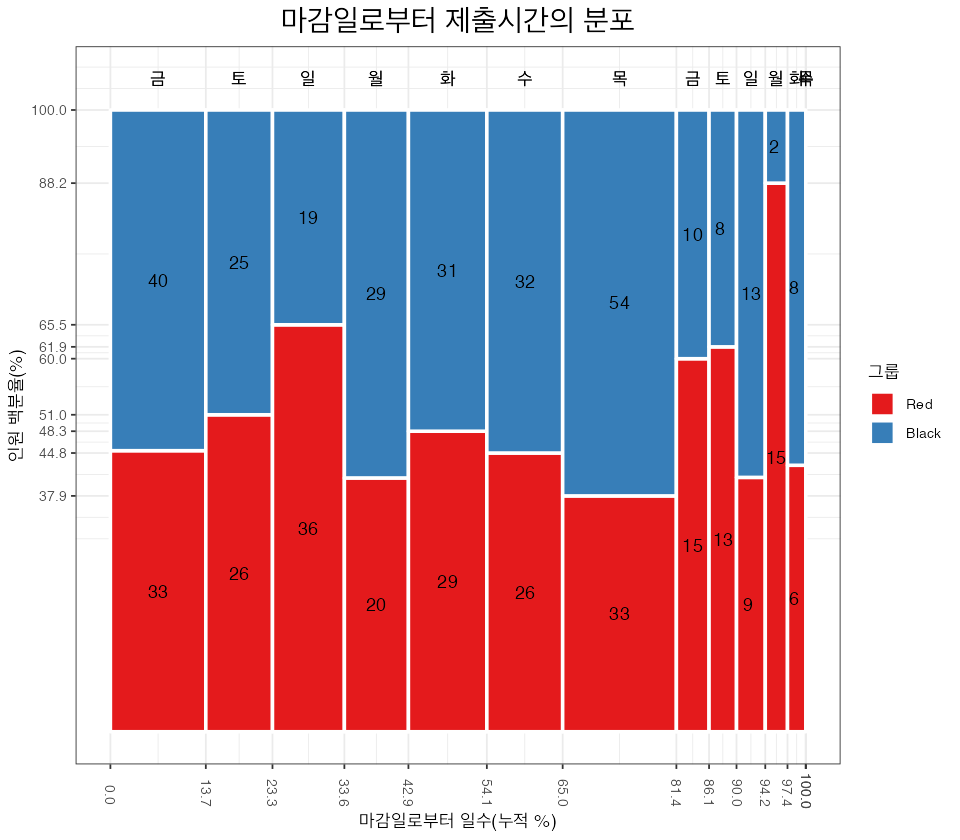 마감일로부터 제출시간의 분포
금 토 일 월 화 수 목 금 토 일 월 화
100.0
88.2
65.5
61.9
60.0
51.0
48.3
44.8
37.9
인원 백분율(%)
40 25 19 29 31 32 54 10 8 13 2 8
33 26 36 20 29 26 33 15 13 9 15 6
그룹
Red
Black
0.0 13.7 23.3 33.6 42.9 54.1 65.0 81.4 86.1 90.0 94.2 97.4 100.0
마감일로부터 일수(누적 %)